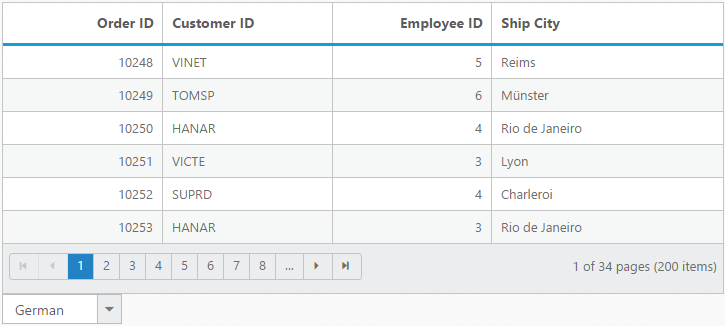 Order ID Customer ID Employee ID Ship City
10248 VINET 5 Reims
10249 TOMSP 6 Münster
10250 HANAR 4 Rio de Janeiro
10251 VICTE 3 Lyon
10252 SUPRD 4 Charleroi
10253 HANAR 3 Rio de Janeiro
1 2 3 4 5 6 7 8 ... 1 of 34 pages (200 items)
German